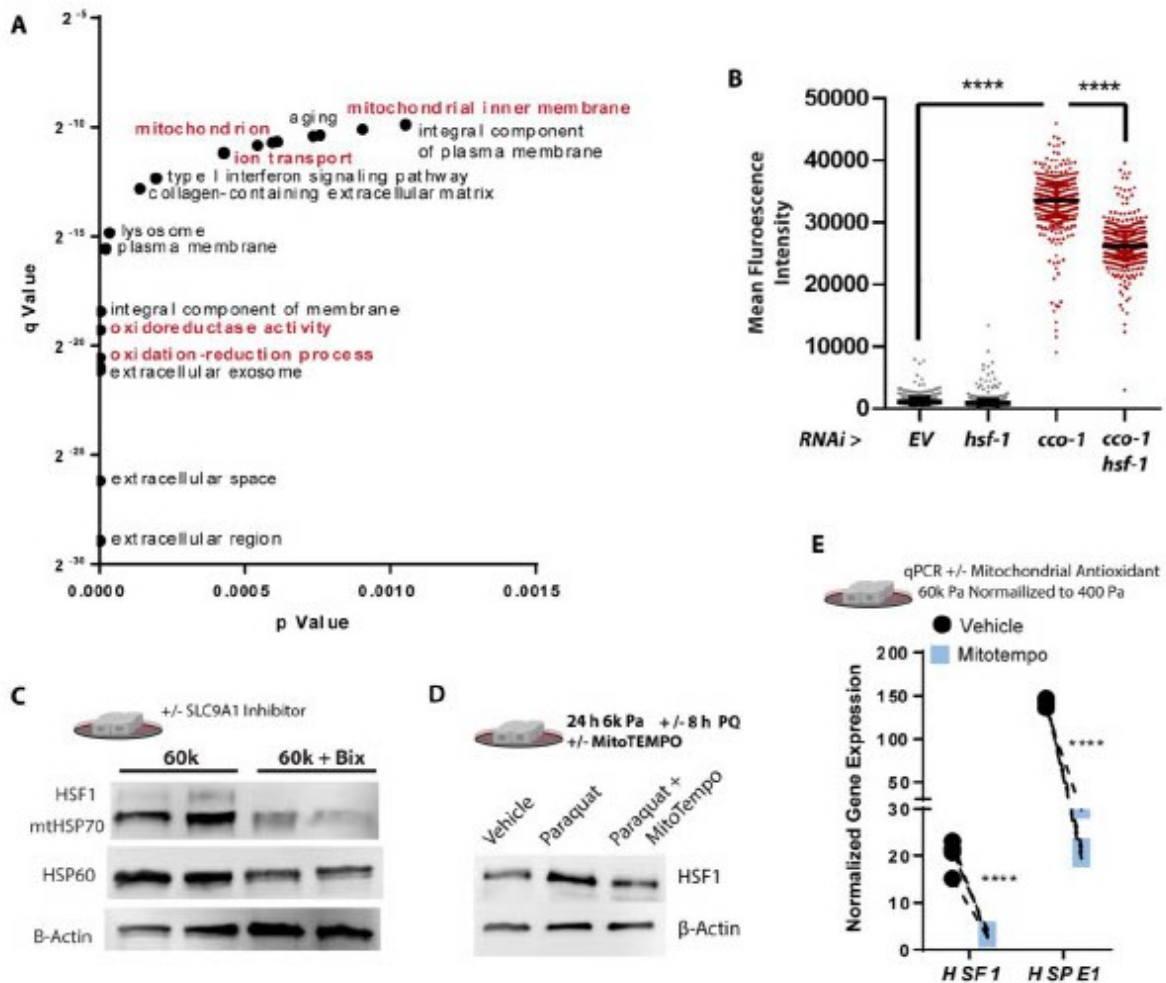 A
2 -5
2 -10
2 -15
2 -20
2 -25
2 -30
q Value
0.0000
0.0005
0.0010
0.0015
p Value
mitochondrial inner membrane
aging
mitochondrion
integral component
of plasma membrane
ion transport
type I interferon signaling pathway
collagen-containing extracellular matrix
lysosome
plasma membrane
integral component of membrane
oxidoreductase activity
oxidation-reduction process
extracellular exosome
extracellular space
extracellular region
B
****
****
Mean Fluroescence
Intensity
50000
40000
30000
20000
10000
0
RNAi >
EV
hsf-1
cco-1
cco-1
hsf-1
C
+/- SLC9A1 Inhibitor
60k
60k + Bix
HSF1
mtHSP70
HSP60
B-Actin
D
24 h 6k Pa +/- 8 h PQ
+/- MitoTEMPO
Vehicle
Paraquat
Paraquat +
MitoTempo
HSF1
β-Actin
E
qPCR +/- Mitochondrial Antioxidant
60k Pa Normailized to 400 Pa
Vehicle
Mitotempo
Normalized Gene Expression
200
150
100
50
30
20
10
0
****
****
HSF1
HSPE1